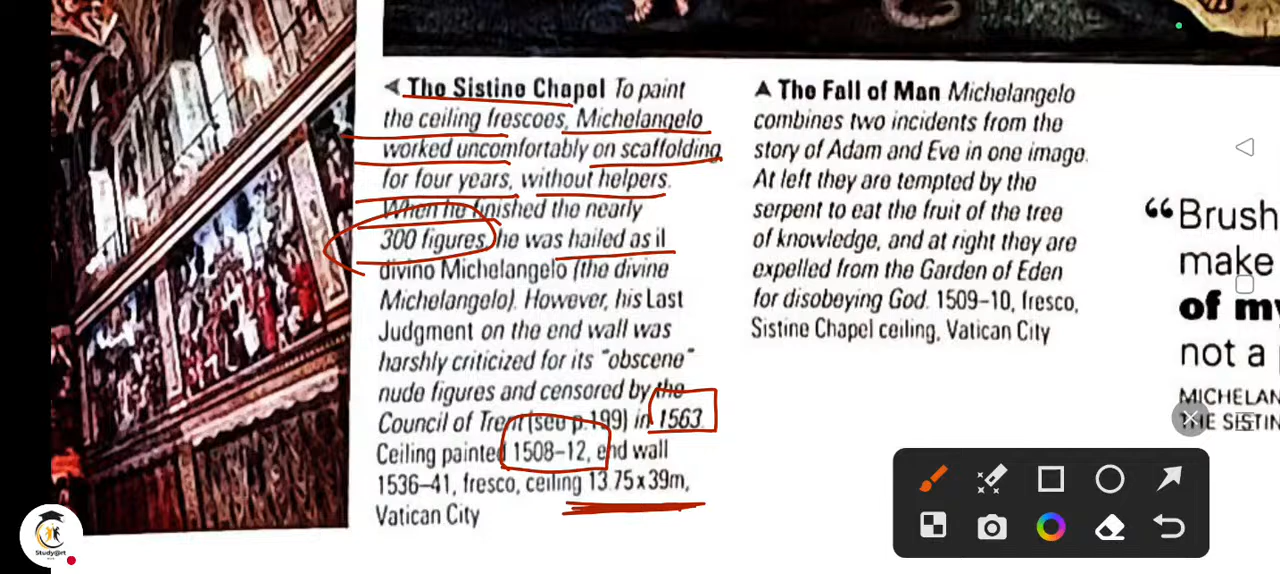 ◄ The Sistine Chapel To paint
the ceiling frescoes, Michelangelo
worked uncomfortably on scaffolding
for four years, without helpers.
When he finished the nearly
300 figures, he was hailed as il
divino Michelangelo (the divine
Michelangelo). However, his Last
Judgment on the end wall was
harshly criticized for its "obscene"
nude figures and censored by the
Council of Trent (see p.199) in 1563.
Ceiling painted 1508–12, end wall
1536–41, fresco, ceiling 13.75x39m,
Vatican City
▲ The Fall of Man Michelangelo
combines two incidents from the
story of Adam and Eve in one image.
At left they are tempted by the
serpent to eat the fruit of the tree
of knowledge, and at right they are
expelled from the Garden of Eden
for disobeying God. 1509–10, fresco,
Sistine Chapel ceiling, Vatican City
“Brush
make
of my
not a
MICHELAN
THE SISTIN
Study@rt